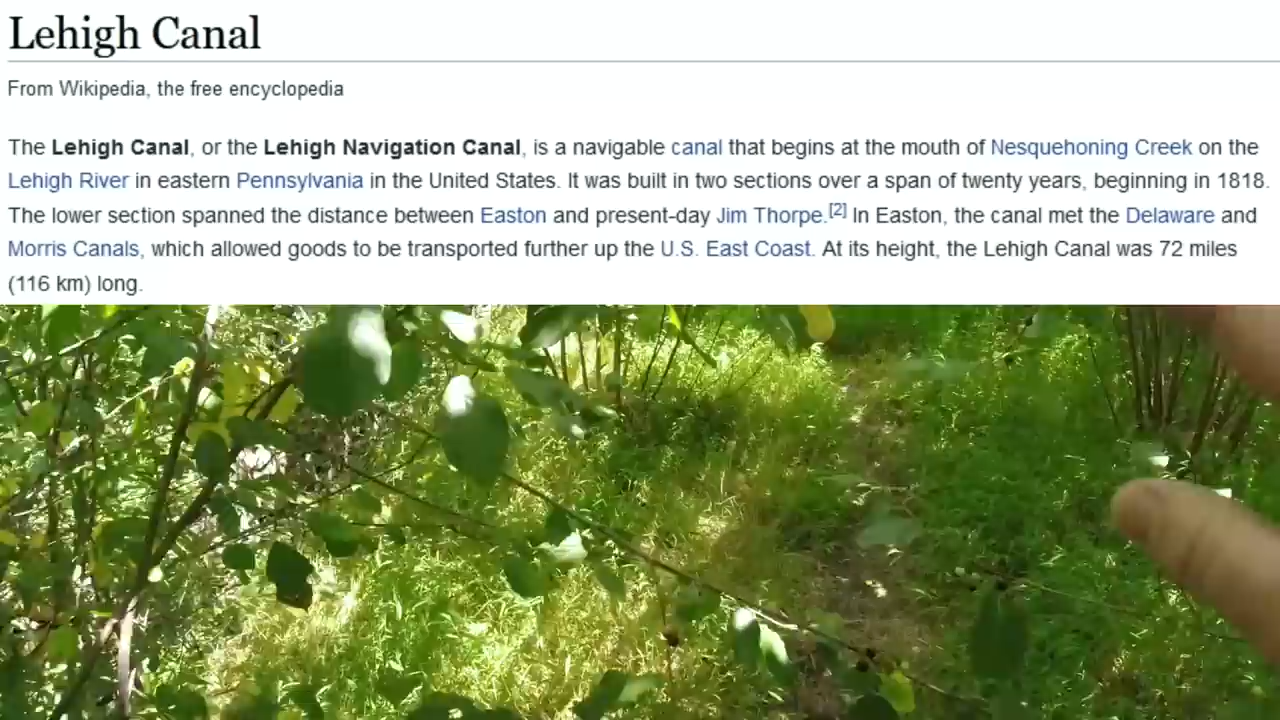 Lehigh Canal
From Wikipedia, the free encyclopedia
The Lehigh Canal, or the Lehigh Navigation Canal, is a navigable canal that begins at the mouth of Nesquehoning Creek on the
Lehigh River in eastern Pennsylvania in the United States. It was built in two sections over a span of twenty years, beginning in 1818.
The lower section spanned the distance between Easton and present-day Jim Thorpe.[2] In Easton, the canal met the Delaware and
Morris Canals, which allowed goods to be transported further up the U.S. East Coast. At its height, the Lehigh Canal was 72 miles
(116 km) long.